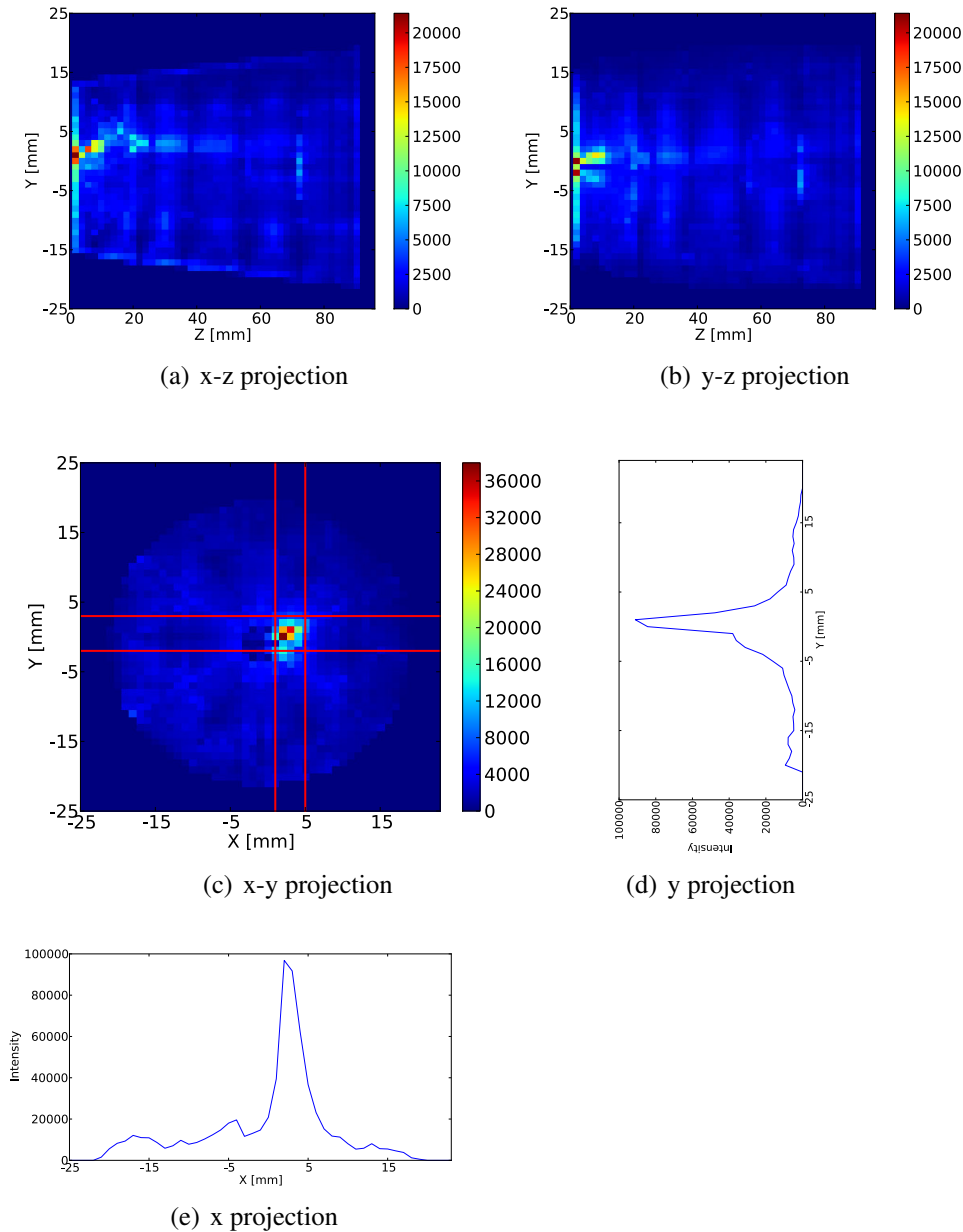 25
15
5
-5
-15
-25
Y [mm]
0 20 40 60 80
Z [mm]
20000
17500
15000
12500
10000
7500
5000
2500
0
(a) x-z projection
25
15
5
-5
-15
-25
Y [mm]
0 20 40 60 80
Z [mm]
20000
17500
15000
12500
10000
7500
5000
2500
0
(b) y-z projection
25
15
5
-5
-15
-25
Y [mm]
-25 -15 -5 5 15
X [mm]
36000
32000
28000
24000
20000
16000
12000
8000
4000
0
(c) x-y projection
15
5
-5
-15
-25
Y [mm]
100000 80000 60000 40000 20000 0
Intensity
(d) y projection
100000
80000
60000
40000
20000
0
Intensity
-25 -15 -5 5 15
X [mm]
(e) x projection